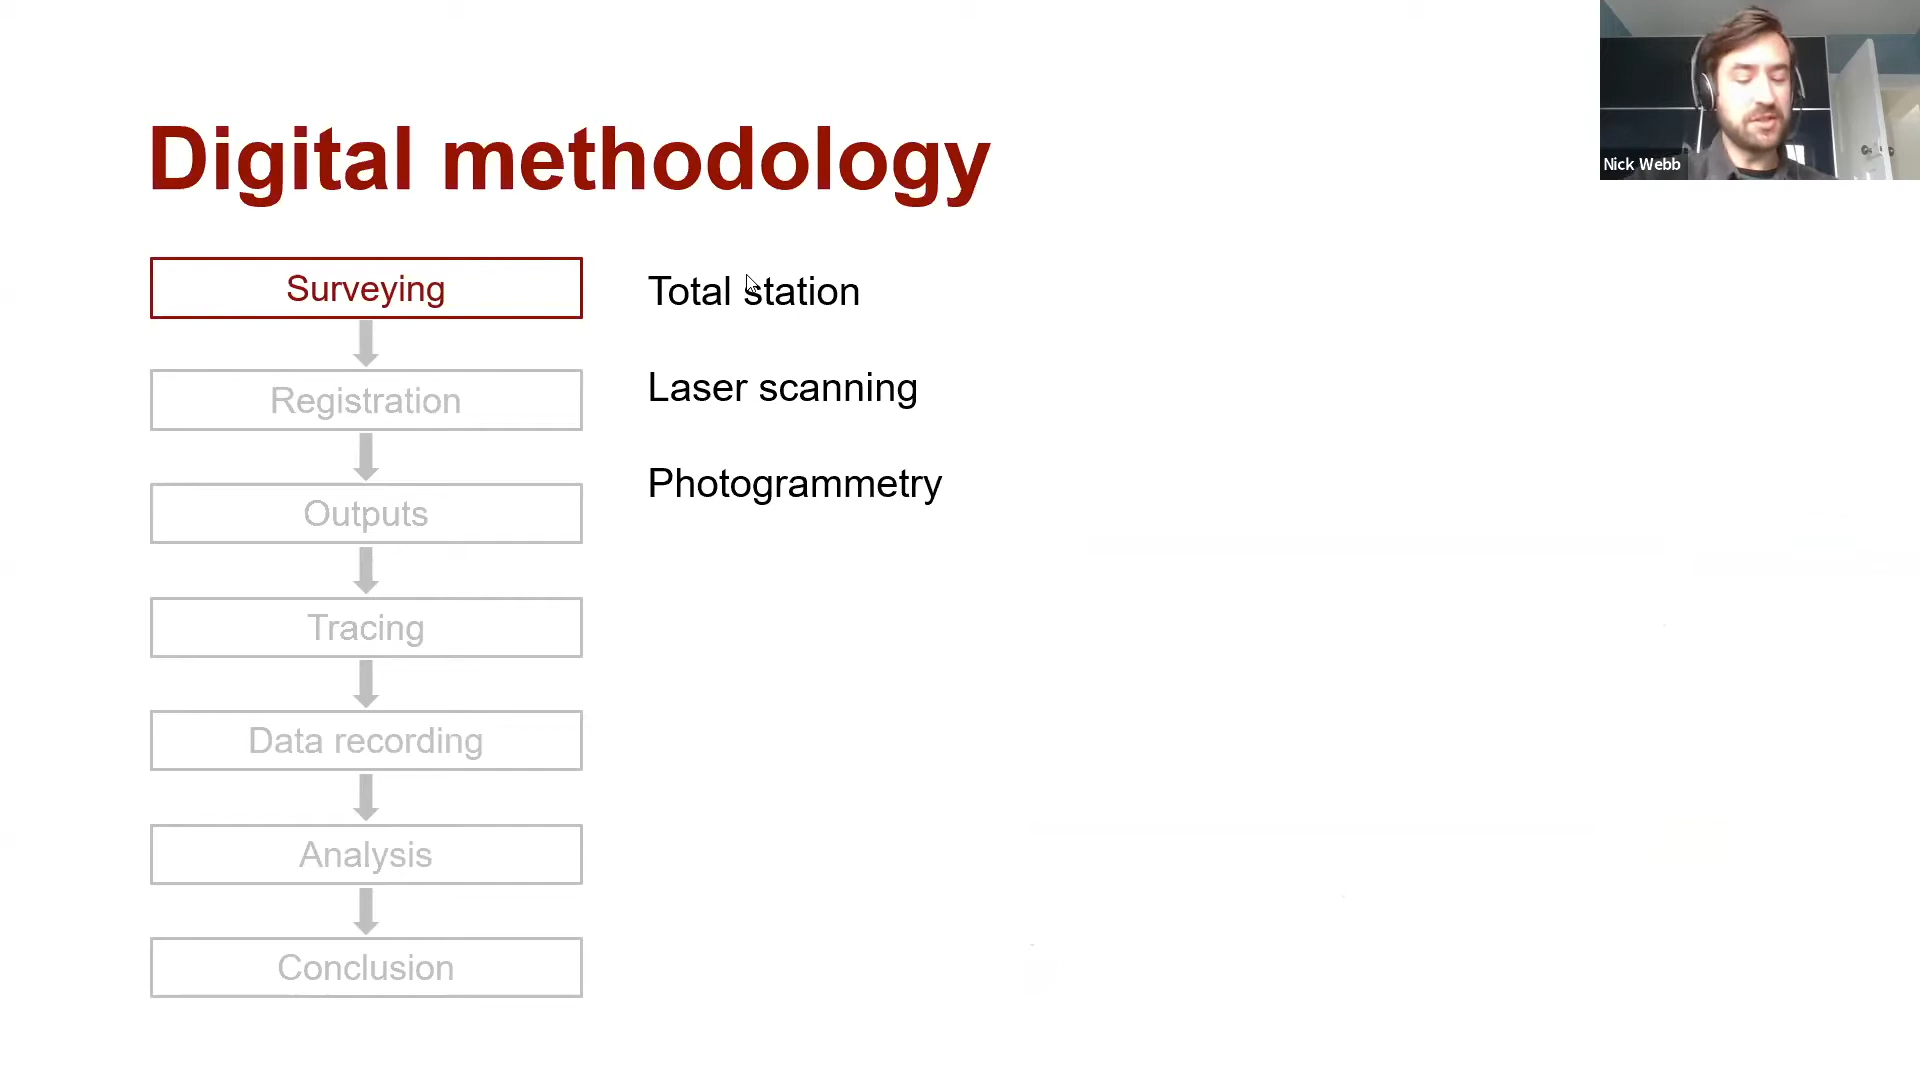 Digital methodology
Nick Webb
Surveying
Registration
Outputs
Tracing
Data recording
Analysis
Conclusion
Total station
Laser scanning
Photogrammetry